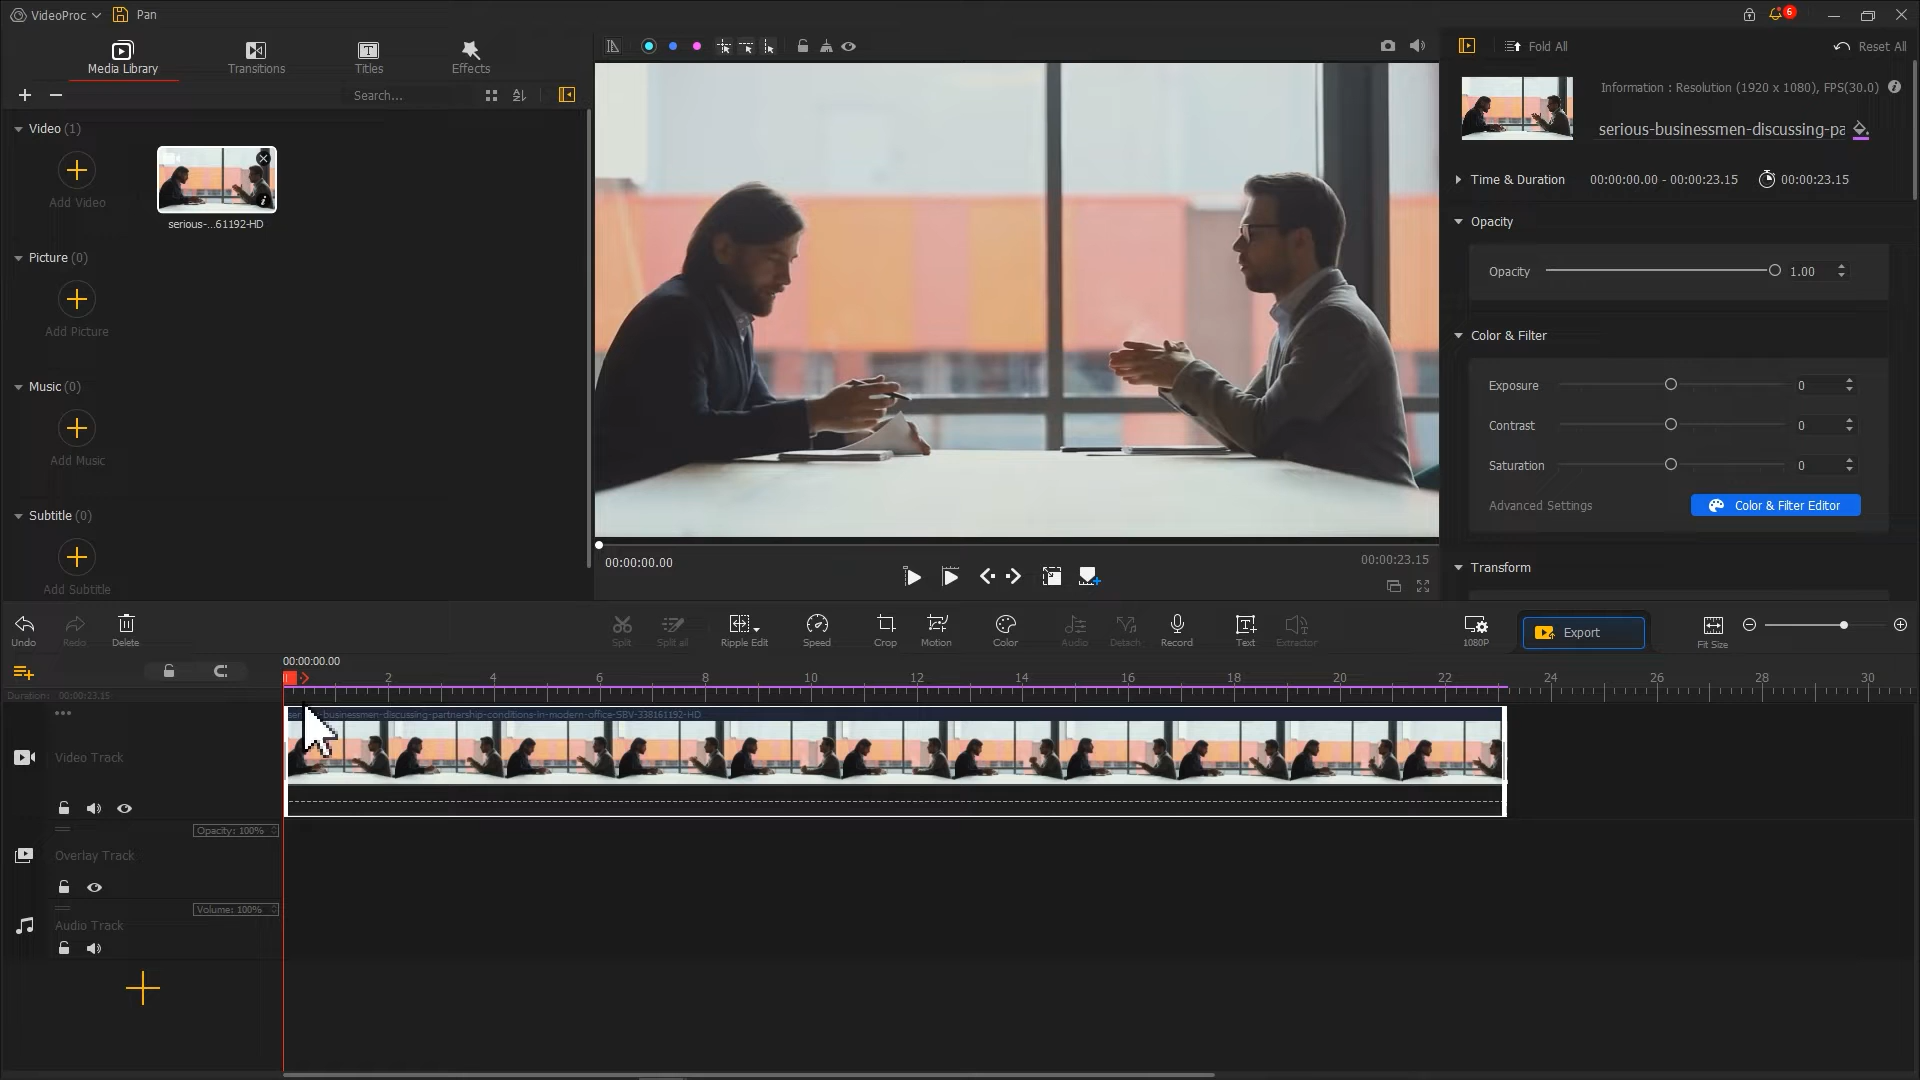 VideoProc
Pan
6
Media Library
Transitions
Titles
Effects
Search...
Video (1)
Add Video
serious-...61192-HD
Picture (0)
Add Picture
Music (0)
Add Music
Subtitle (0)
Add Subtitle
00:00:00.00
00:00:23.15
Fold All
Reset All
Information : Resolution (1920 x 1080), FPS(30.0)
serious-businessmen-discussing-pa
Time & Duration
00:00:00.00 - 00:00:23.15
00:00:23.15
Opacity
Opacity
1.00
Color & Filter
Exposure
0
Contrast
0
Saturation
0
Advanced Settings
Color & Filter Editor
Transform
Undo
Redo
Delete
Split
Split all
Ripple Edit
Speed
Crop
Motion
Color
Audio
Detach
Record
Text
Extractor
1080P
Export
Fit Size
00:00:00.00
2 4 6 8 10 12 14 16 18 20 22 24 26 28 30
Duration: 00:00:23.15
businessmen-discussing-partnership-conditions-in-modern-office-SBV-338161192-HD
Video Track
Opacity: 100%
Overlay Track
Volume: 100%
Audio Track